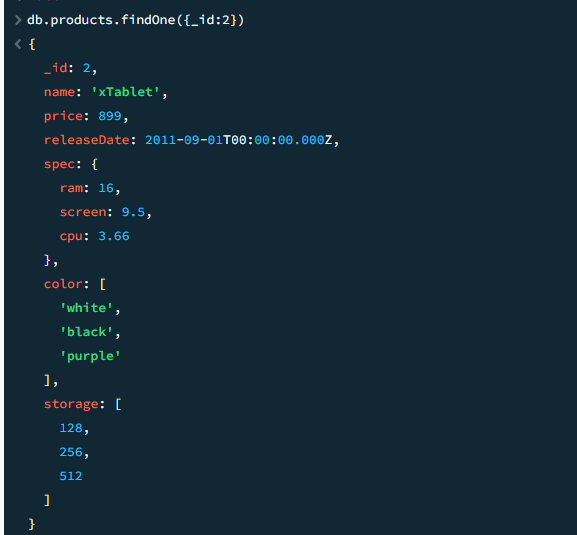 > db.products.findOne({_id:2})
< {
_id: 2,
name: 'xTablet',
price: 899,
releaseDate: 2011-09-01T00:00:00.000Z,
spec: {
ram: 16,
screen: 9.5,
cpu: 3.66
},
color: [
'white',
'black',
'purple'
],
storage: [
128,
256,
512
]
}